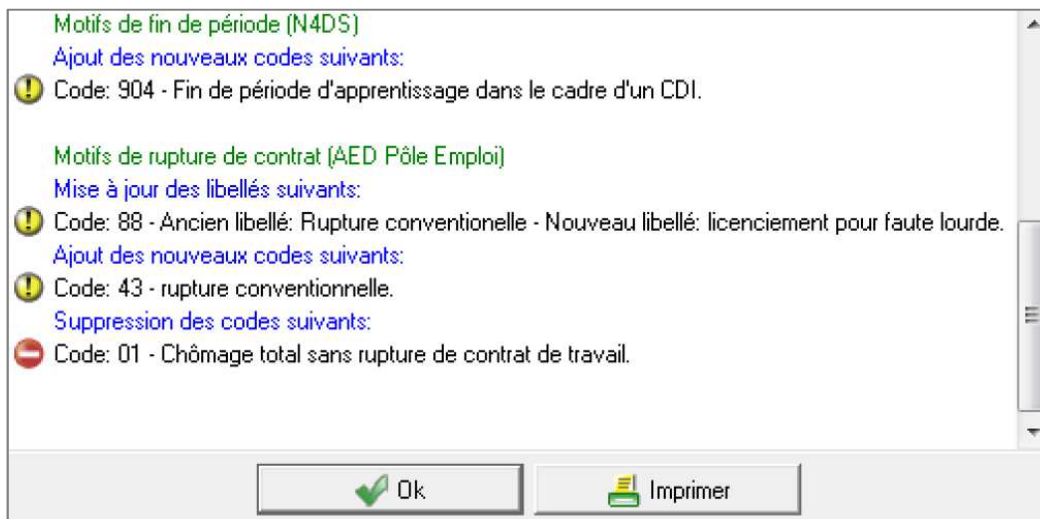 Motifs de fin de période (N4DS)
Ajout des nouveaux codes suivants:
Code: 904 - Fin de période d'apprentissage dans le cadre d'un CDI.
Motifs de rupture de contrat (AED Pôle Emploi)
Mise à jour des libellés suivants:
Code: 88 - Ancien libellé: Rupture conventionelle - Nouveau libellé: licenciement pour faute lourde.
Ajout des nouveaux codes suivants:
Code: 43 - rupture conventionnelle.
Suppression des codes suivants:
Code: 01 - Chômage total sans rupture de contrat de travail.
Ok
Imprimer